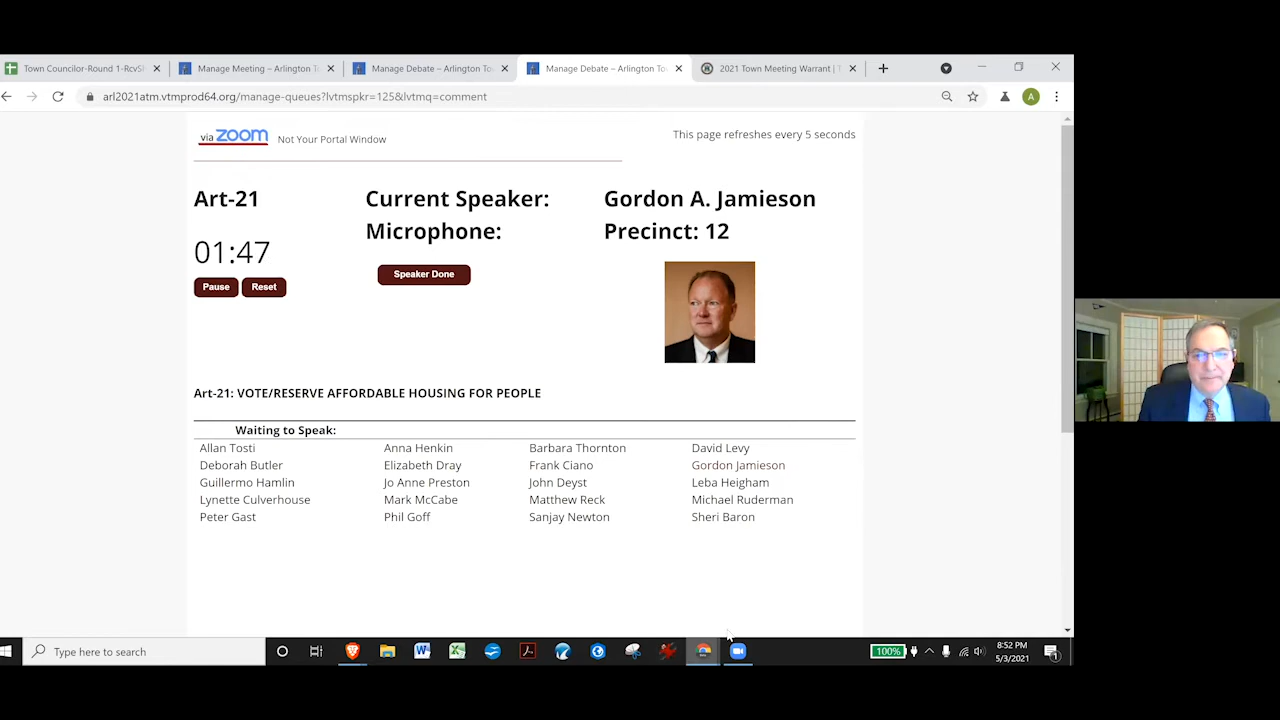 Town Councilor-Round 1-RcvS
Manage Meeting – Arlington T
Manage Debate – Arlington To
Manage Debate – Arlington To
2021 Town Meeting Warrant | T
arl2021atm.vtmprod64.org/manage-queues?lvtmspkr=125&lvtmq=comment
A
via zoom
Not Your Portal Window
This page refreshes every 5 seconds
Art-21
Current Speaker:
Gordon A. Jamieson
Microphone:
Precinct: 12
01:47
Speaker Done
Pause
Reset
Art-21: VOTE/RESERVE AFFORDABLE HOUSING FOR PEOPLE
Waiting to Speak:
Allan Tosti
Anna Henkin
Barbara Thornton
David Levy
Deborah Butler
Elizabeth Dray
Frank Ciano
Gordon Jamieson
Guillermo Hamlin
Jo Anne Preston
John Deyst
Leba Heigham
Lynette Culverhouse
Mark McCabe
Matthew Reck
Michael Ruderman
Peter Gast
Phil Goff
Sanjay Newton
Sheri Baron
Type here to search
100%
8:52 PM
5/3/2021